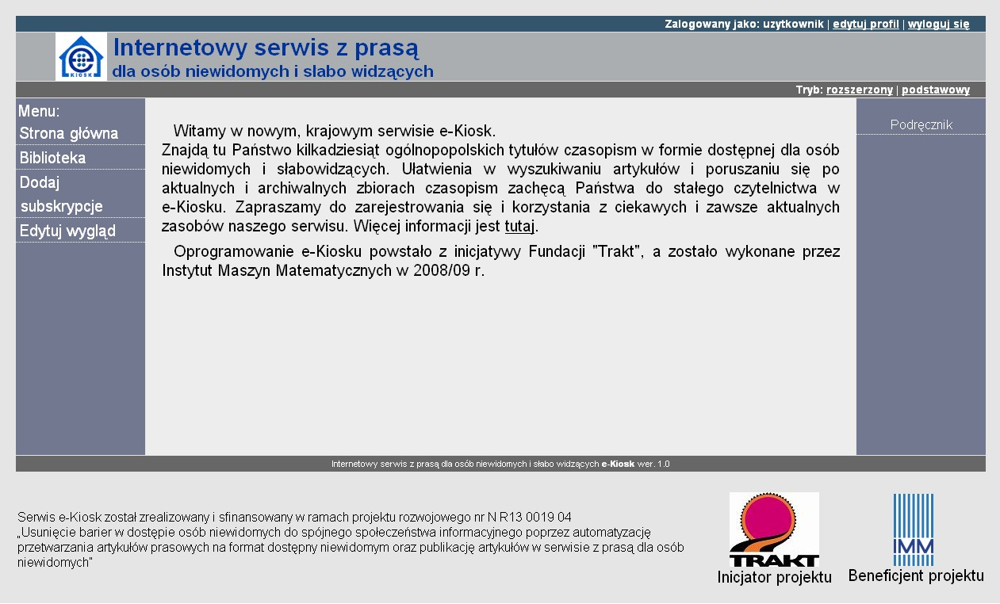 Zalogowany jako: uzytkownik | edytuj profil | wyloguj się
KIOSK
Internetowy serwis z prasą
dla osób niewidomych i slabo widzących
Tryb: rozszerzony | podstawowy
Menu:
Strona główna
Biblioteka
Dodaj
subskrypcje
Edytuj wygląd
Witamy w nowym, krajowym serwisie e-Kiosk.
Znajdą tu Państwo kilkadziesiąt ogólnopopolskich tytułów czasopism w formie dostępnej dla osób
niewidomych i słabowidzących. Ułatwienia w wyszukiwaniu artykułów i poruszaniu się po
aktualnych i archiwalnych zbiorach czasopism zachęcą Państwa do stałego czytelnictwa w
e-Kiosku. Zapraszamy do zarejestrowania się i korzystania z ciekawych i zawsze aktualnych
zasobów naszego serwisu. Więcej informacji jest tutaj.
Oprogramowanie e-Kiosku powstało z inicjatywy Fundacji "Trakt", a zostało wykonane przez
Instytut Maszyn Matematycznych w 2008/09 r.
Podręcznik
Internetowy serwis z prasą dla osób niewidomych i słabo widzących e-Kiosk wer. 1.0
Serwis e-Kiosk został zrealizowany i sfinansowany w ramach projektu rozwojowego nr N R13 0019 04
„Usunięcie barier w dostępie osób niewidomych do spójnego społeczeństwa informacyjnego poprzez automatyzację
przetwarzania artykułów prasowych na format dostępny niewidomym oraz publikację artykułów w serwisie z prasą dla osób
niewidomych”
TRAKT
Inicjator projektu
IMM
Beneficjent projektu